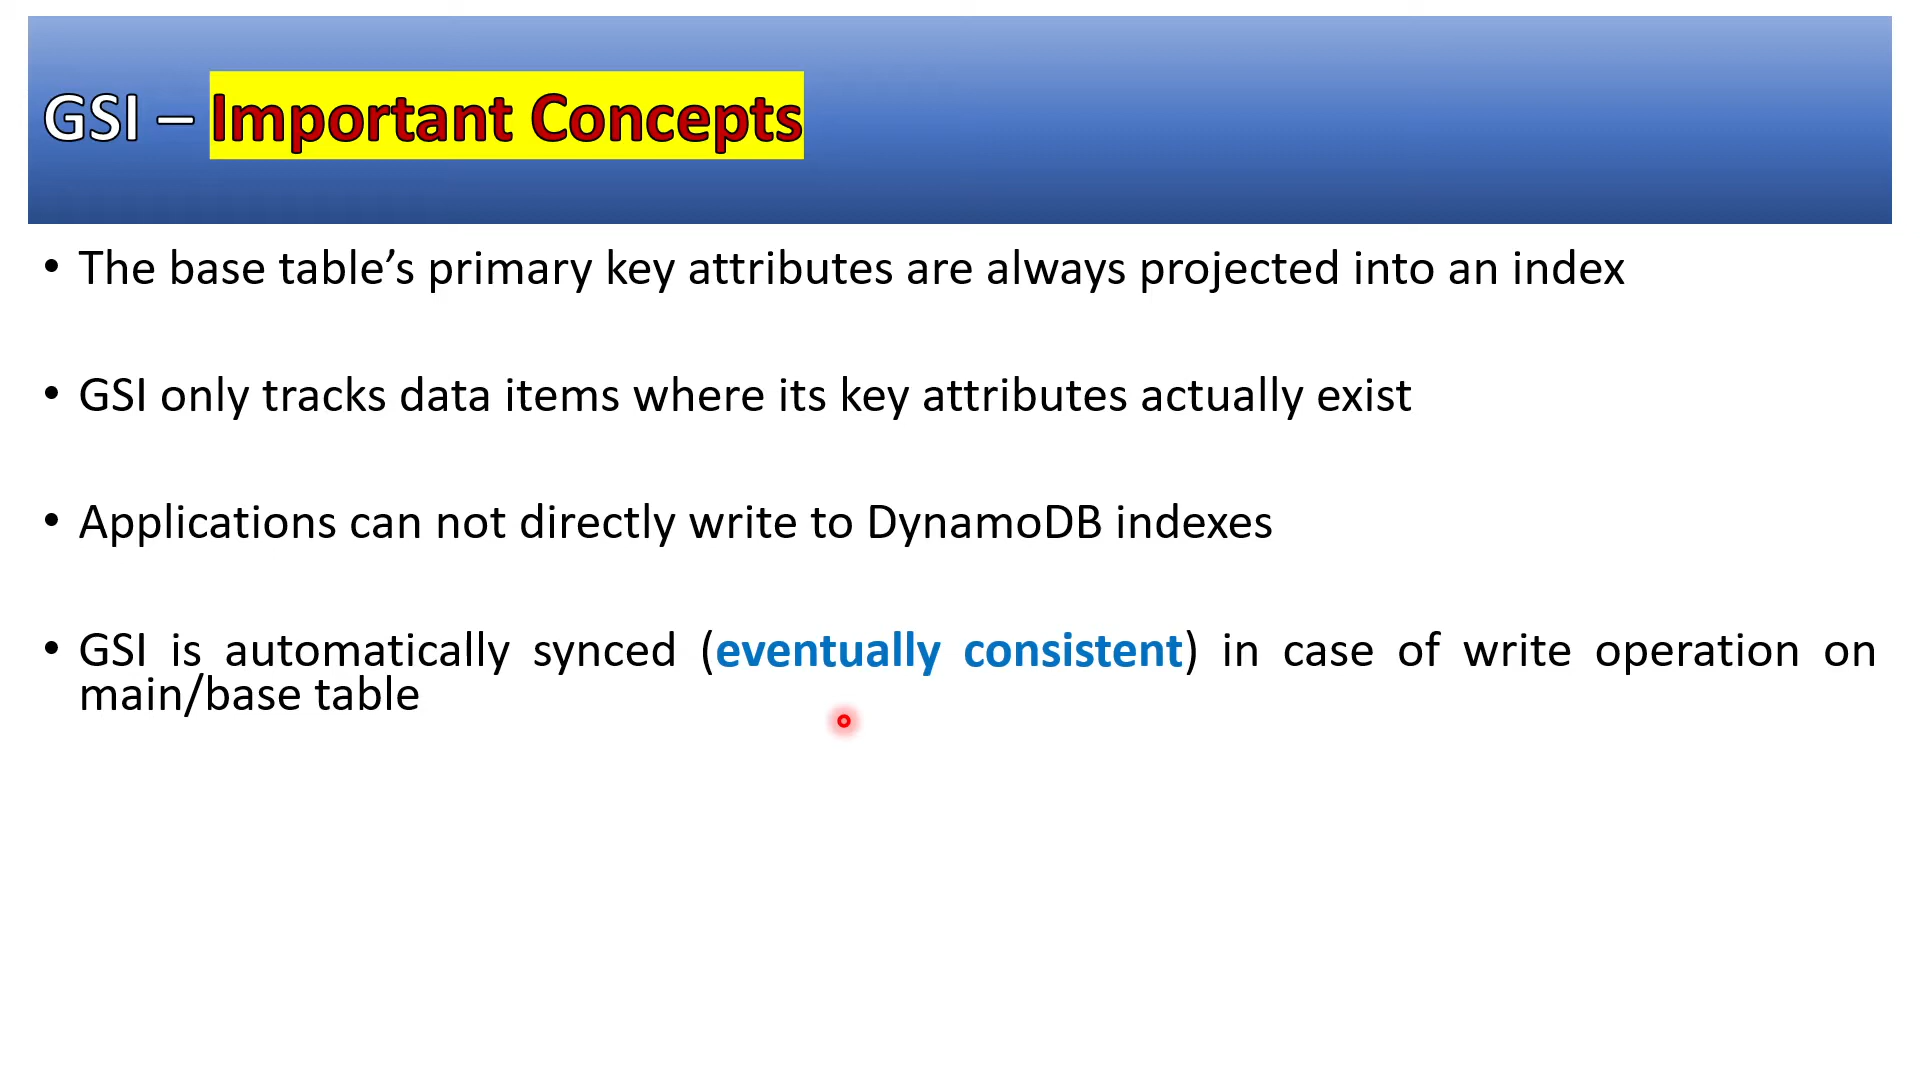 GSI – Important Concepts
• The base table’s primary key attributes are always projected into an index
• GSI only tracks data items where its key attributes actually exist
• Applications can not directly write to DynamoDB indexes
• GSI is automatically synced (eventually consistent) in case of write operation on
main/base table